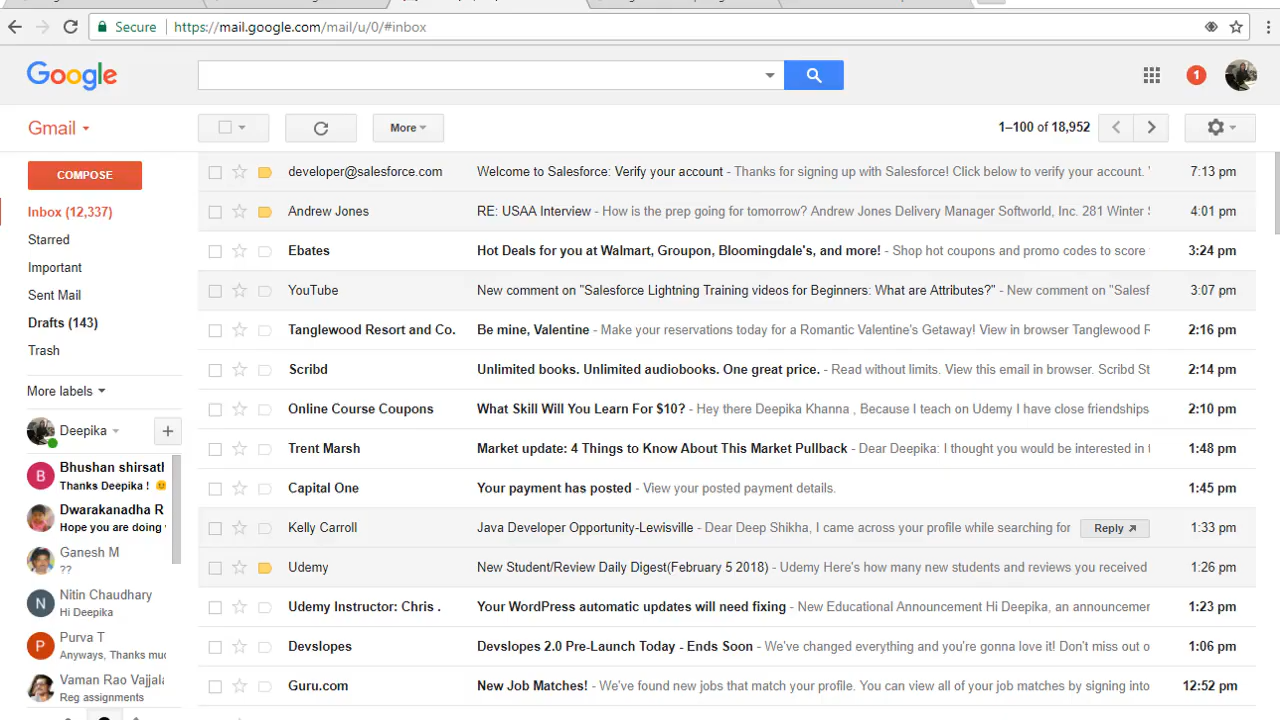 Secure https://mail.google.com/mail/u/0/#inbox
Google
1
Gmail
More
1–100 of 18,952
COMPOSE
Inbox (12,337)
Starred
Important
Sent Mail
Drafts (143)
Trash
More labels
Deepika
+
B Bhushan shirsath
Thanks Deepika !
Dwarakanadha R
Hope you are doing
Ganesh M
??
N Nitin Chaudhary
Hi Deepika
P Purva T
Anyways, Thanks muc
Vaman Rao Vajjala
Reg assignments
developer@salesforce.com Welcome to Salesforce: Verify your account - Thanks for signing up with Salesforce! Click below to verify your account. 7:13 pm
Andrew Jones RE: USAA Interview - How is the prep going for tomorrow? Andrew Jones Delivery Manager Softworld, Inc. 281 Winter 4:01 pm
Ebates Hot Deals for you at Walmart, Groupon, Bloomingdale's, and more! - Shop hot coupons and promo codes to score 3:24 pm
YouTube New comment on "Salesforce Lightning Training videos for Beginners: What are Attributes?" - New comment on "Salesf 3:07 pm
Tanglewood Resort and Co. Be mine, Valentine - Make your reservations today for a Romantic Valentine's Getaway! View in browser Tanglewood R 2:16 pm
Scribd Unlimited books. Unlimited audiobooks. One great price. - Read without limits. View this email in browser. Scribd St 2:14 pm
Online Course Coupons What Skill Will You Learn For $10? - Hey there Deepika Khanna , Because I teach on Udemy I have close friendships 2:10 pm
Trent Marsh Market update: 4 Things to Know About This Market Pullback - Dear Deepika: I thought you would be interested in t 1:48 pm
Capital One Your payment has posted - View your posted payment details. 1:45 pm
Kelly Carroll Java Developer Opportunity-Lewisville - Dear Deep Shikha, I came across your profile while searching for Reply 1:33 pm
Udemy New Student/Review Daily Digest(February 5 2018) - Udemy Here's how many new students and reviews you received 1:26 pm
Udemy Instructor: Chris . Your WordPress automatic updates will need fixing - New Educational Announcement Hi Deepika, an announcemer 1:23 pm
Devslopes Devslopes 2.0 Pre-Launch Today - Ends Soon - We've changed everything and you're gonna love it! Don't miss out o 1:06 pm
Guru.com New Job Matches! - We've found new jobs that match your profile. You can view all of your job matches by signing into 12:52 pm